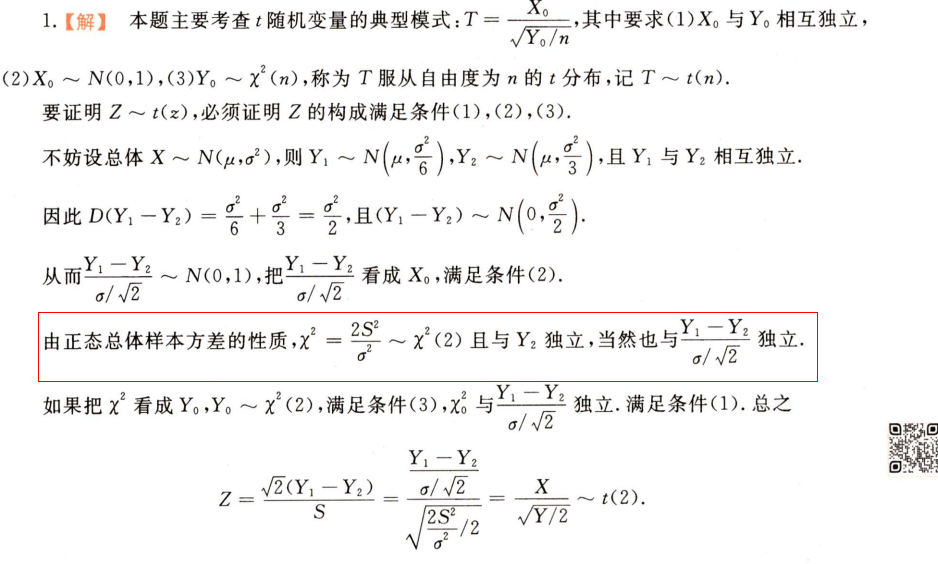 1.【解】 本题主要考查 t 随机变量的典型模式:T = X₀/√(Y₀/n),其中要求(1)X₀ 与 Y₀ 相互独立,
(2)X₀ ~ N(0,1),(3)Y₀ ~ χ²(n),称为 T 服从自由度为 n 的 t 分布,记 T ~ t(n).
要证明 Z ~ t(z),必须证明 Z 的构成满足条件(1),(2),(3).
不妨设总体 X ~ N(μ,σ²),则 Y₁ ~ N(μ,σ²/6),Y₂ ~ N(μ,σ²/3),且 Y₁ 与 Y₂ 相互独立.
因此 D(Y₁ − Y₂) = σ²/6 + σ²/3 = σ²/2,且(Y₁ − Y₂) ~ N(0,σ²/2).
从而 (Y₁ − Y₂)/(σ/√2) ~ N(0,1),把 (Y₁ − Y₂)/(σ/√2) 看成 X₀,满足条件(2).
由正态总体样本方差的性质,χ² = 2S²/σ² ~ χ²(2) 且与 Y₂ 独立,当然也与 (Y₁ − Y₂)/(σ/√2) 独立.
如果把 χ² 看成 Y₀,Y₀ ~ χ²(2),满足条件(3),χ₀² 与 (Y₁ − Y₂)/(σ/√2) 独立.满足条件(1).总之
Z = √2(Y₁ − Y₂)/S = ((Y₁ − Y₂)/(σ/√2))/√((2S²/σ²)/2) = X/√(Y/2) ~ t(2).